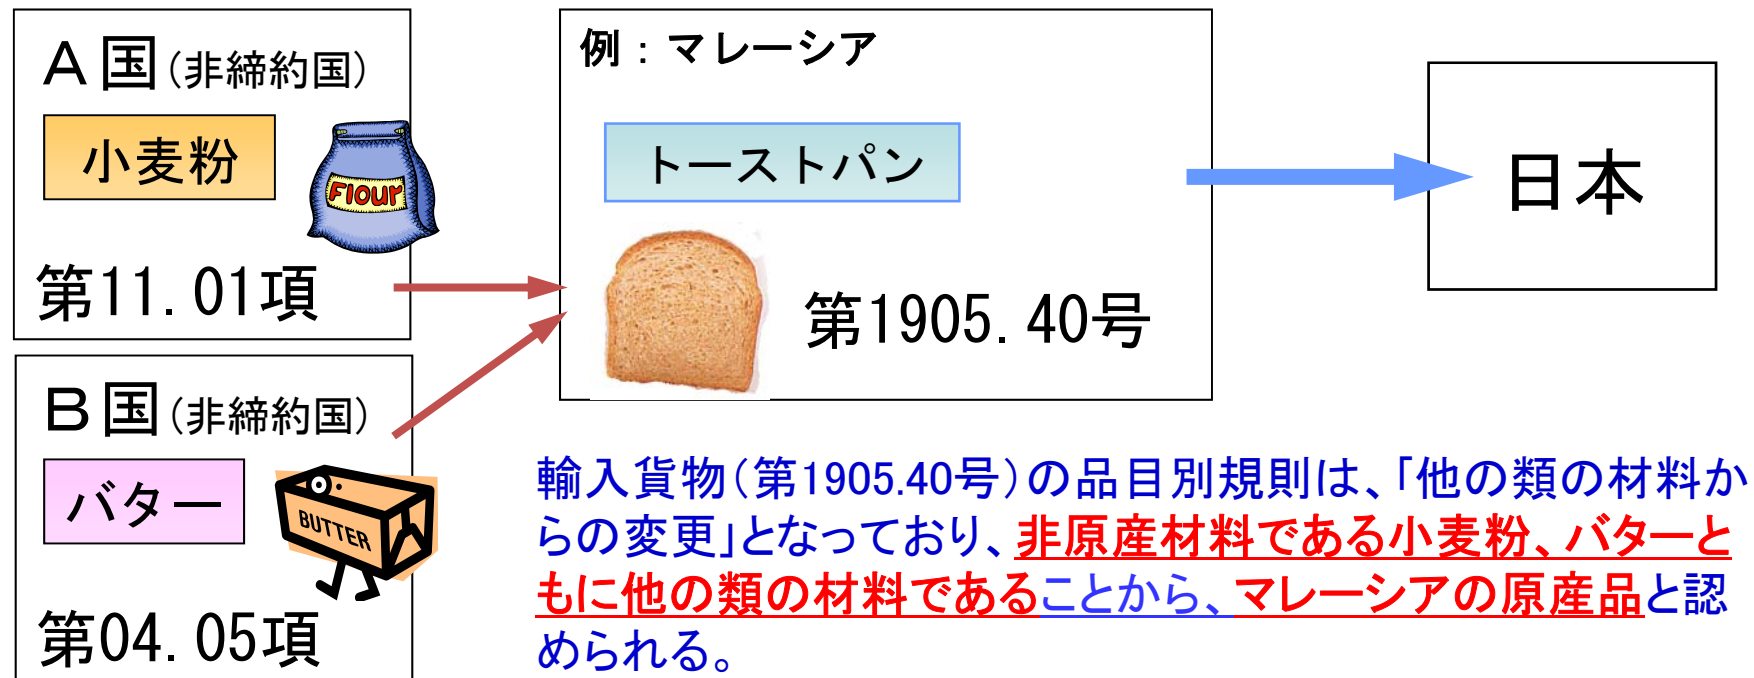 A国(非締約国)
小麦粉
Flour
第11.01項
B国(非締約国)
バター
BUTTER
第04.05項
例：マレーシア
トーストパン
第1905.40号
日本
輸入貨物(第1905.40号)の品目別規則は、「他の類の材料か
らの変更」となっており、非原産材料である小麦粉、バターと
もに他の類の材料であることから、マレーシアの原産品と認
められる。